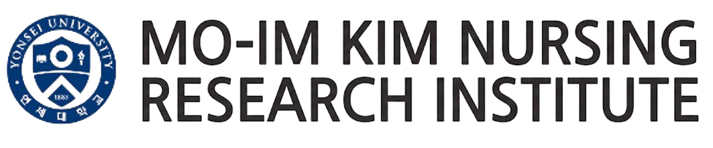 YONSEI UNIVERSITY
1885
연세대학교
MO-IM KIM NURSING
RESEARCH INSTITUTE